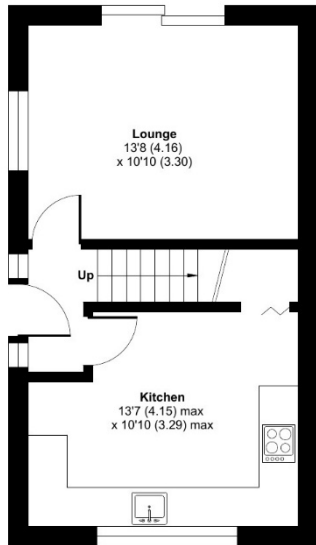 Lounge
13'8 (4.16)
x 10'10 (3.30)
Up
Kitchen
13'7 (4.15) max
x 10'10 (3.29) max